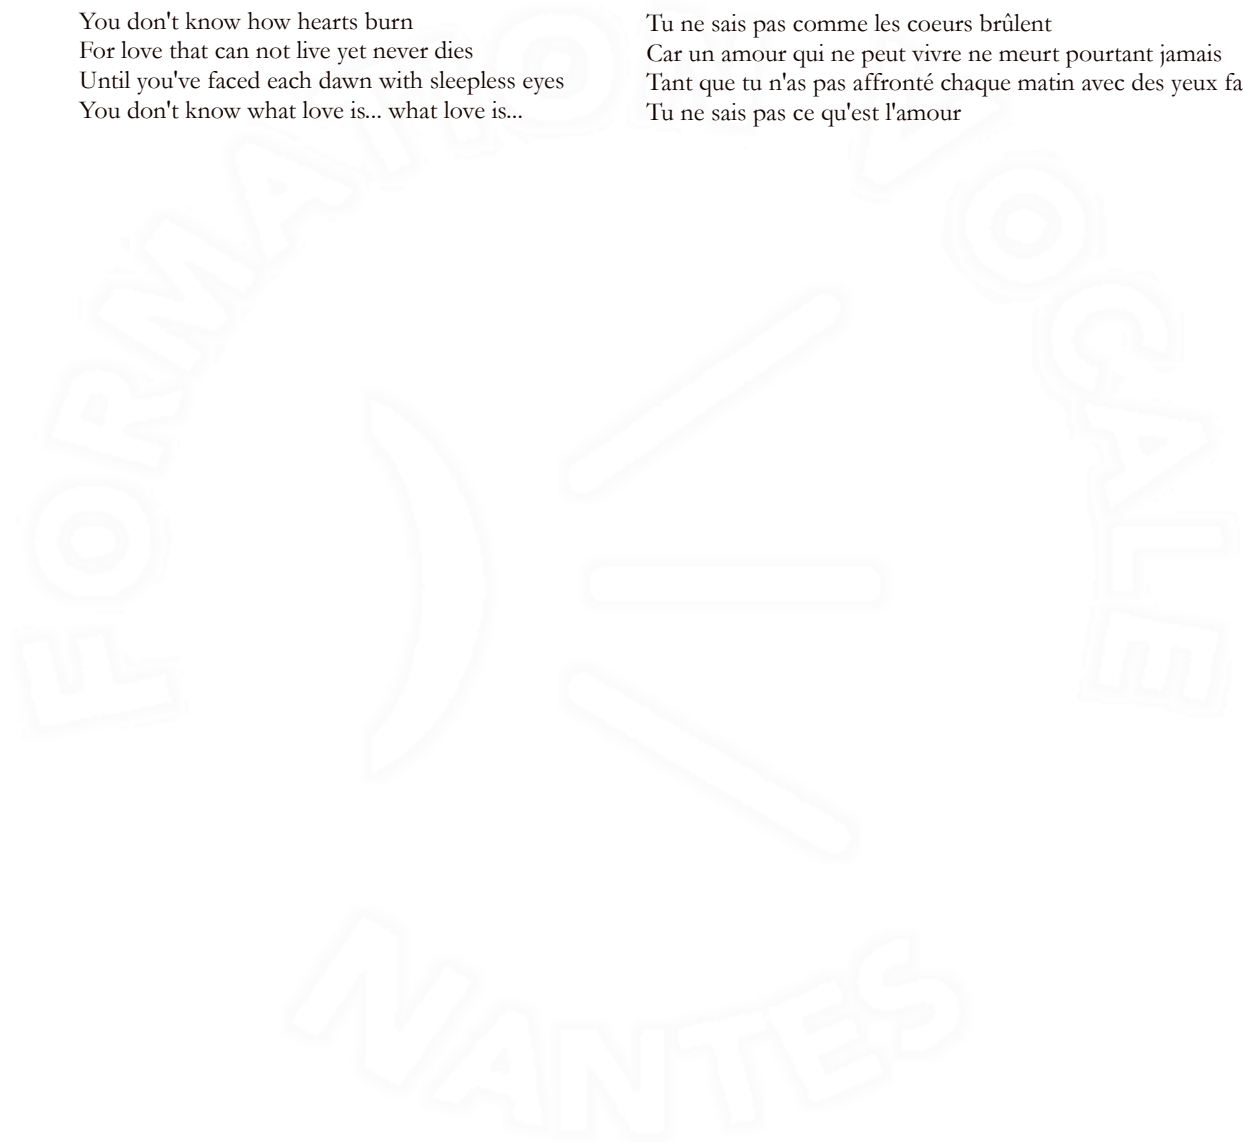 You don't know how hearts burn
For love that can not live yet never dies
Until you've faced each dawn with sleepless eyes
You don't know what love is... what love is...
Tu ne sais pas comme les coeurs brûlent
Car un amour qui ne peut vivre ne meurt pourtant jamais
Tant que tu n'as pas affronté chaque matin avec des yeux fa
Tu ne sais pas ce qu'est l'amour
FORMATION VOCALE
NANTES